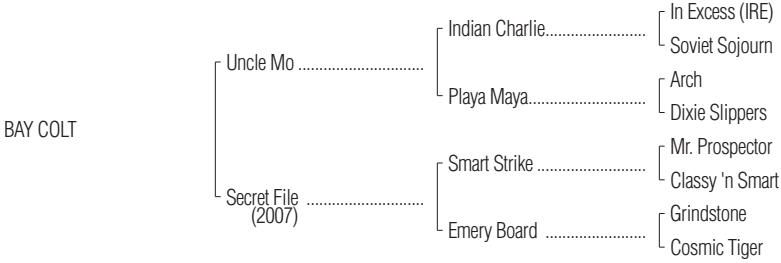 In Excess (IRE)
Indian Charlie..........................
Soviet Sojourn
Uncle Mo ................................
Arch
Playa Maya..............................
Dixie Slippers
BAY COLT
Mr. Prospector
Smart Strike ............................
Classy 'n Smart
Secret File ..............................
(2007)
Grindstone
Emery Board ..........................
Cosmic Tiger